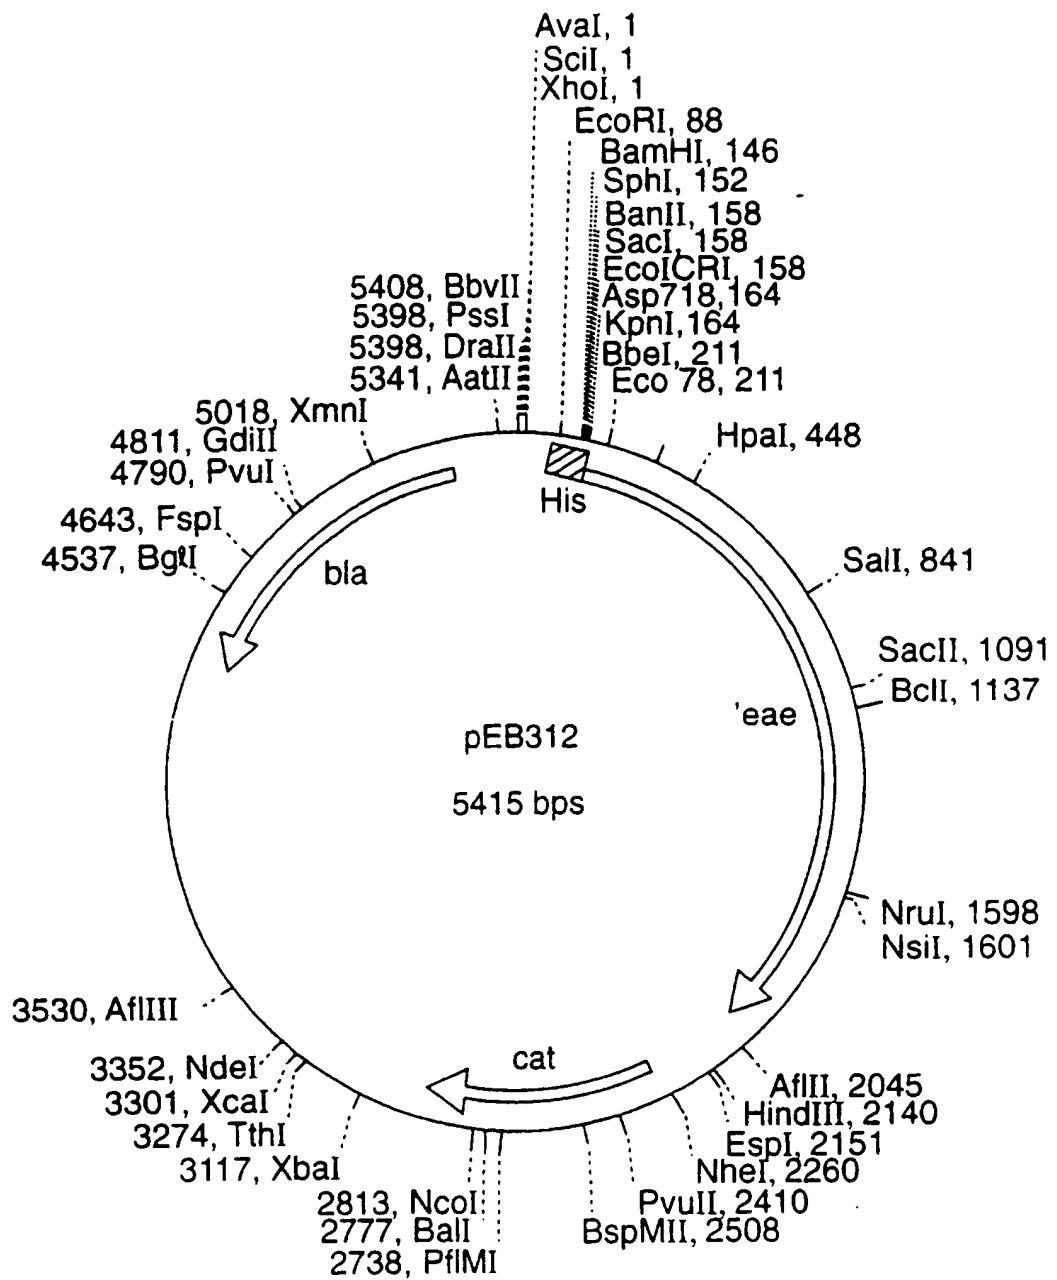 AvaI, 1
SciI, 1
XhoI, 1
EcoRI, 88
BamHI, 146
SphI, 152
BanII, 158
SacI, 158
EcoICRI, 158
Asp718,164
KpnI,164
BbeI, 211
Eco 78, 211
HpaI, 448
SalI, 841
SacII, 1091
BclI, 1137
NruI, 1598
NsiI, 1601
AflII, 2045
HindIII, 2140
EspI, 2151
NheI, 2260
PvuII, 2410
BspMII, 2508
2738, PflMI
2777, BalI
2813, NcoI
3117, XbaI
3274, TthI
3301, XcaI
3352, NdeI
3530, AflIII
4537, BglI
4643, FspI
4790, PvuI
4811, GdiII
5018, XmnI
5341, AatII
5398, DraII
5398, PssI
5408, BbvII
His
bla
'eae
cat
pEB312
5415 bps